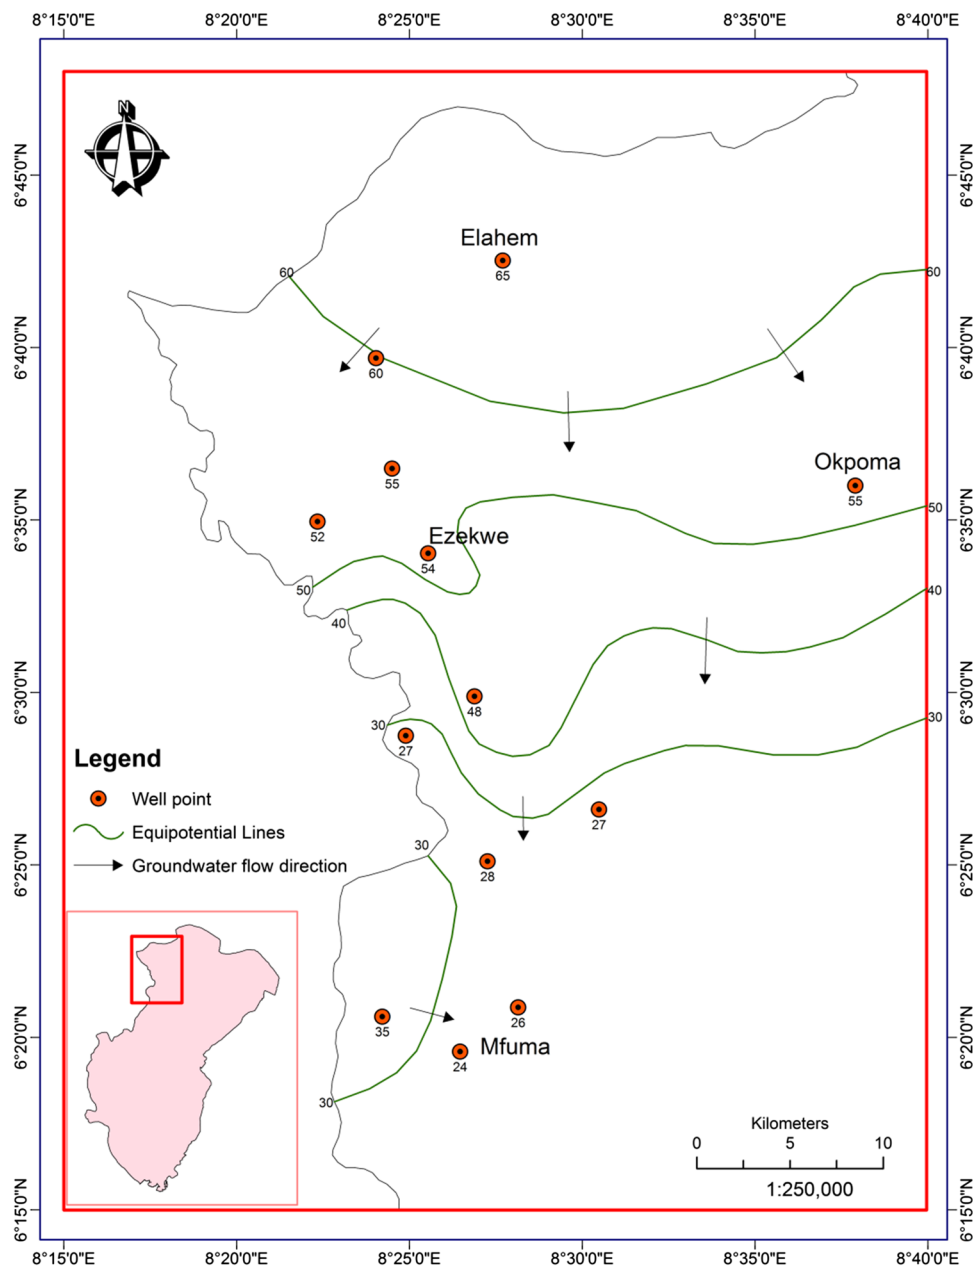 8°15'0"E 8°20'0"E 8°25'0"E 8°30'0"E 8°35'0"E 8°40'0"E
N
6°45'0"N 6°45'0"N
Elahem
65
60 60
6°40'0"N 6°40'0"N
60
Okpoma
55 55
6°35'0"N 50 6°35'0"N
52
Ezekwe
54
50 40
40
6°30'0"N 6°30'0"N
48
30 30
27
Legend
Well point
27
Equipotential Lines
30
Groundwater flow direction
6°25'0"N 6°25'0"N
28
35 26
6°20'0"N 6°20'0"N
Mfuma
24
30
Kilometers
0 5 10
1:250,000
6°15'0"N 6°15'0"N
8°15'0"E 8°20'0"E 8°25'0"E 8°30'0"E 8°35'0"E 8°40'0"E